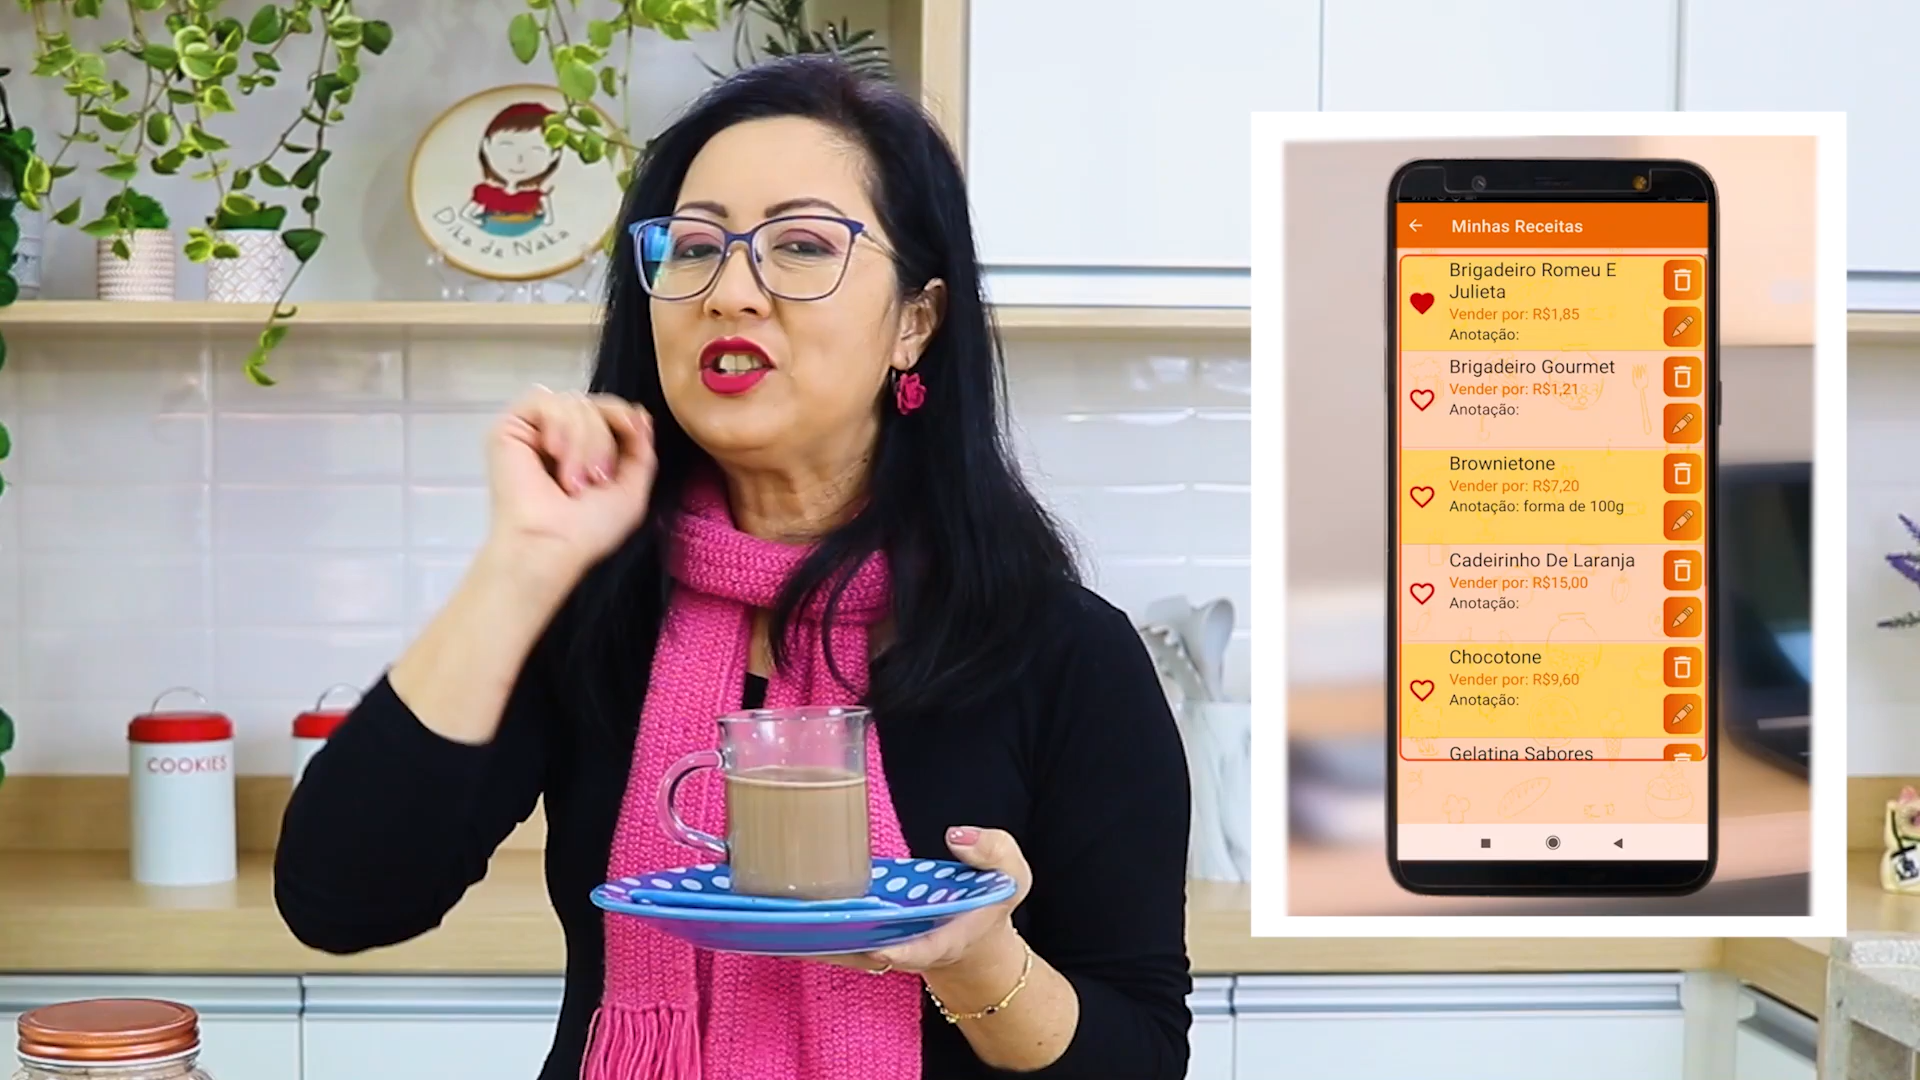 Dika da Naka
COOKIES
Minhas Receitas
Brigadeiro Romeu E
Julieta
Vender por: R$1,85
Anotação:
Brigadeiro Gourmet
Vender por: R$1,21
Anotação:
Brownietone
Vender por: R$7,20
Anotação: forma de 100g
Cadeirinho De Laranja
Vender por: R$15,00
Anotação:
Chocotone
Vender por: R$9,60
Anotação:
Gelatina Sabores